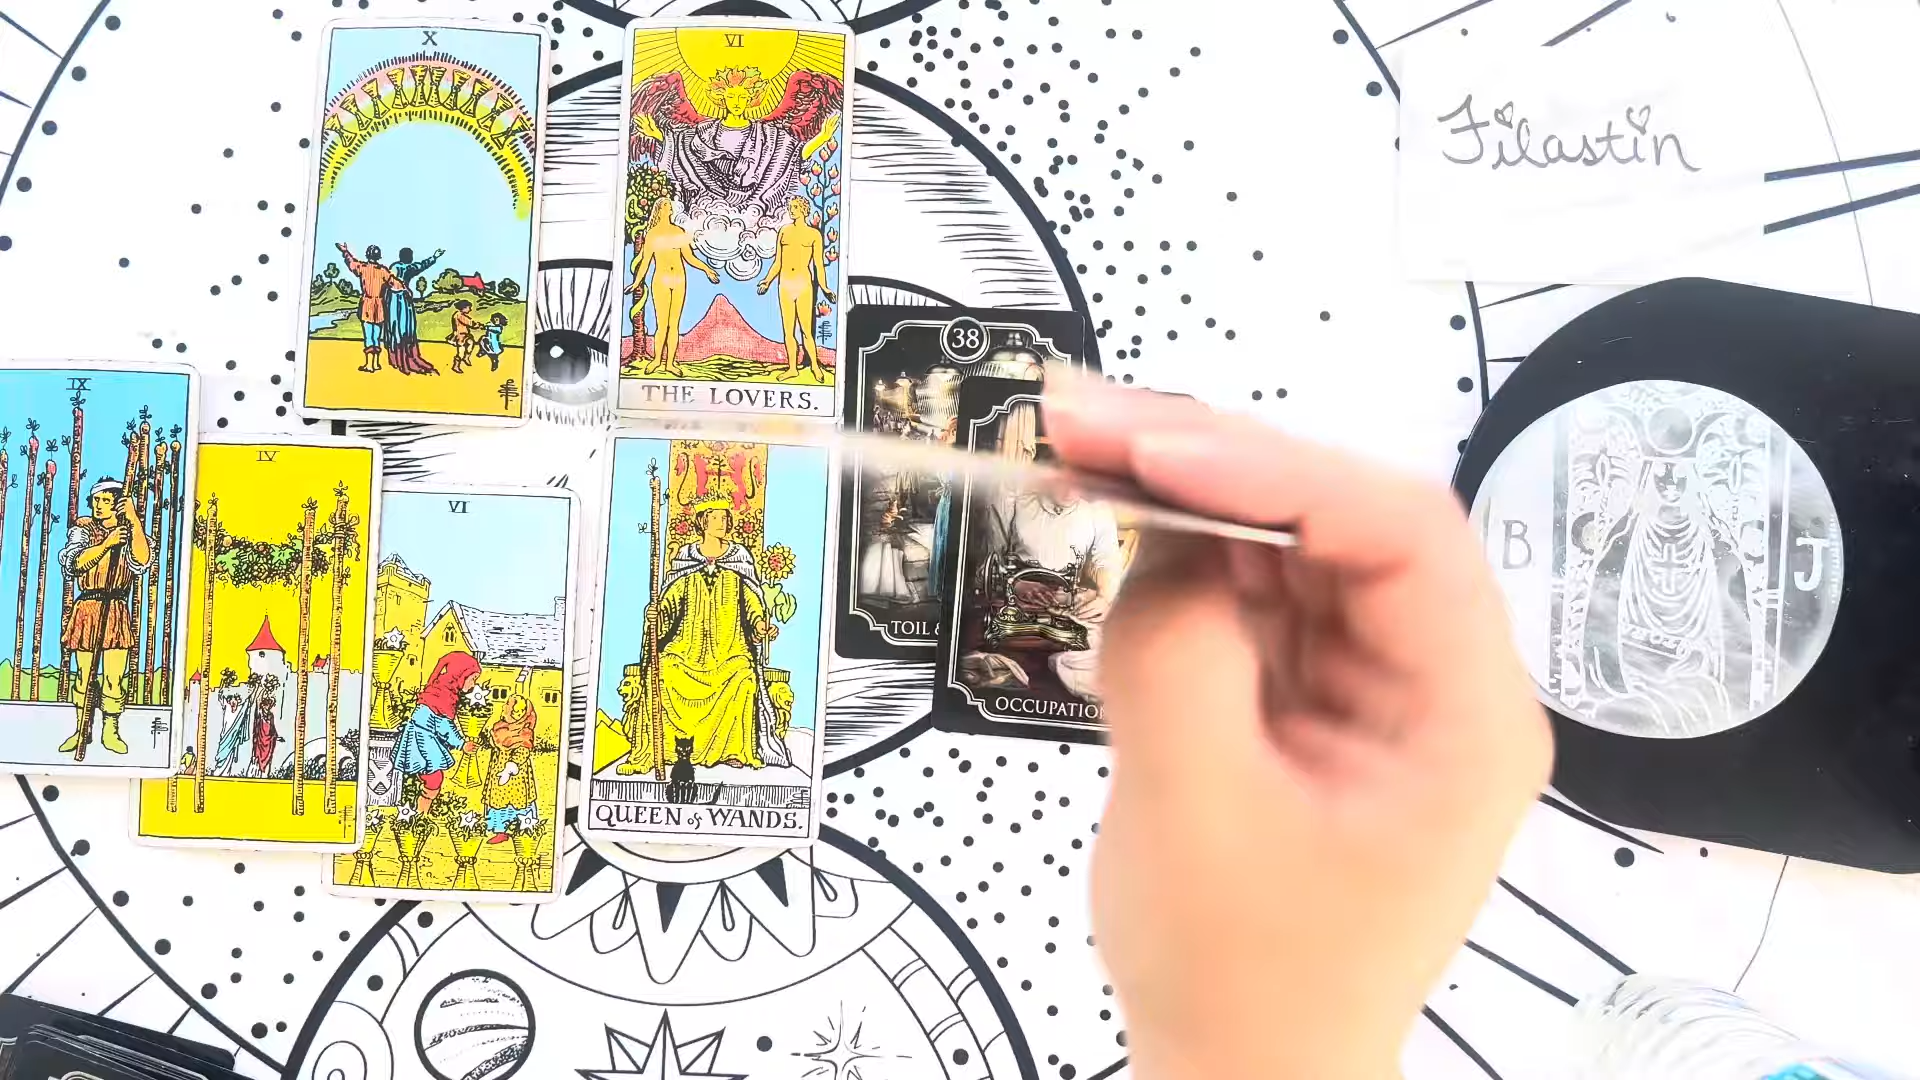 X
VI
THE LOVERS.
Filastin
38
IX
IV
VI
TOIL &
OCCUPATION
B
J
QUEEN of WANDS.